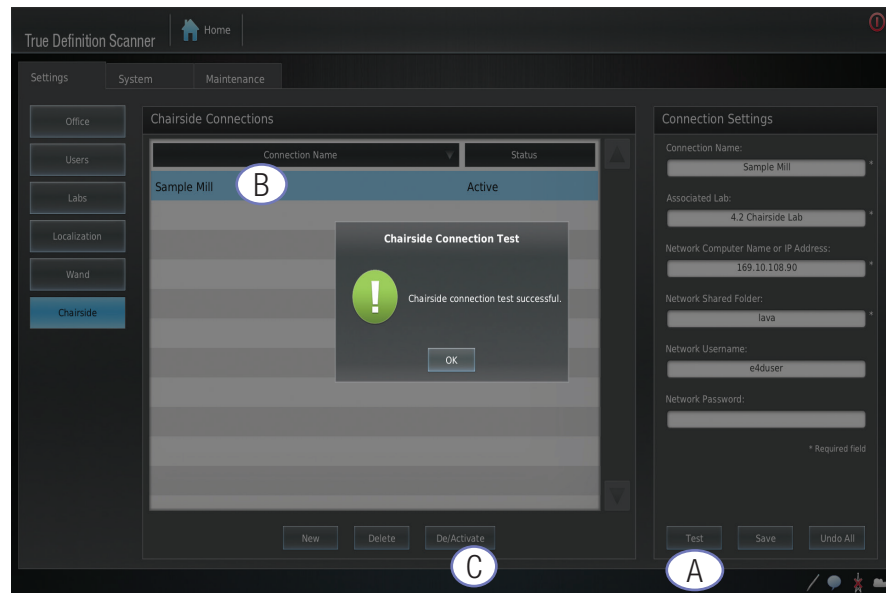 True Definition Scanner
Home
Settings
System
Maintenance
Office
Users
Labs
Localization
Wand
Chairside
Chairside Connections
Connection Name
Status
Sample Mill
B
Active
Chairside Connection Test
!
Chairside connection test successful.
OK
New
Delete
De/Activate
C
Connection Settings
Connection Name:
Sample Mill *
Associated Lab:
4.2 Chairside Lab *
Network Computer Name or IP Address:
169.10.108.90 *
Network Shared Folder:
lava *
Network Username:
e4duser
Network Password:
* Required field
Test
Save
Undo All
A